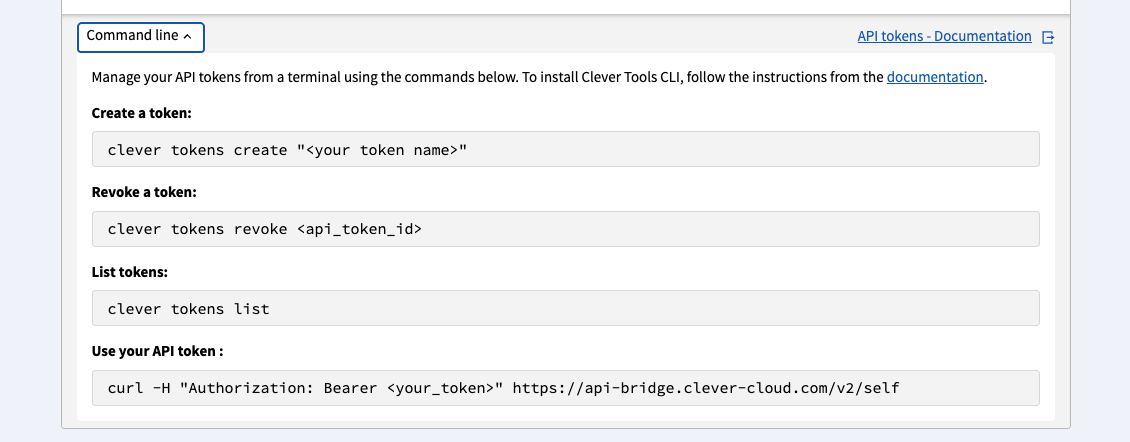 Command line
API tokens - Documentation
Manage your API tokens from a terminal using the commands below. To install Clever Tools CLI, follow the instructions from the documentation.
Create a token:
clever tokens create "<your token name>"
Revoke a token:
clever tokens revoke <api_token_id>
List tokens:
clever tokens list
Use your API token :
curl -H "Authorization: Bearer <your_token>" https://api-bridge.clever-cloud.com/v2/self